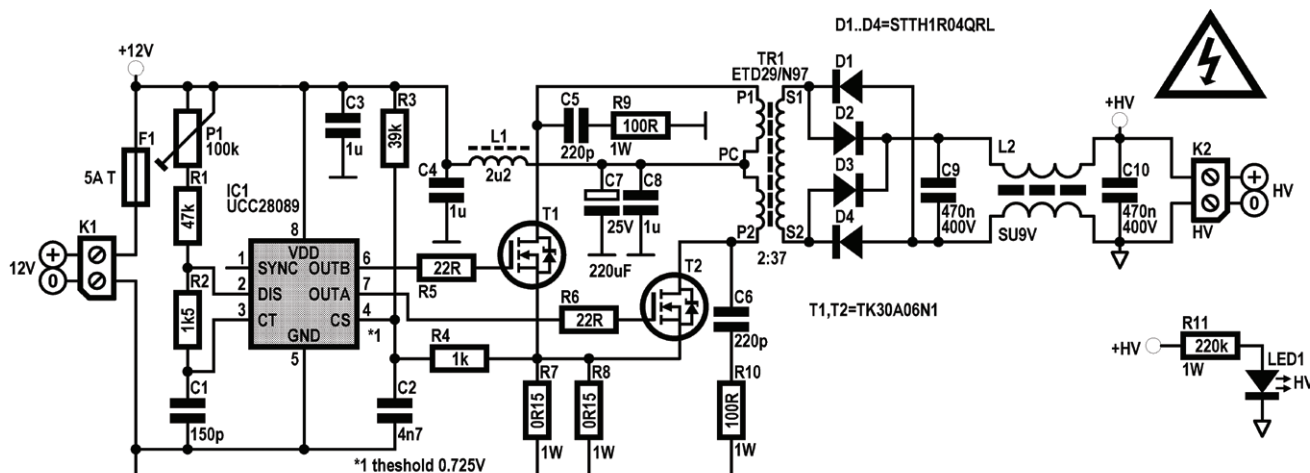 D1..D4=STTH1R04QRL
+12V
TR1
ETD29/N97
D1
P1
S1
C5
R9
100R
220p
1W
+HV
C3
1u
R3
39k
F1
5A T
P1
100k
D2
L1
2u2
PC
D3
L2
C9
470n
400V
C10
470n
400V
K2
HV
HV
+
0
R1
47k
IC1
UCC28089
C4
1u
C7
25V
220uF
C8
1u
T1
D4
P2
S2
2:37
SU9V
K1
12V
+
0
8
VDD
1
SYNC
OUTB
6
2
DIS
OUTA
7
3
CT
CS
4
GND
5
*1
22R
R5
R6
22R
T2
T1,T2=TK30A06N1
R2
1k5
C6
220p
R4
1k
R11
220k
1W
+HV
LED1
HV
C1
150p
C2
4n7
R7
0R15
1W
R8
0R15
1W
R10
100R
1W
*1 theshold 0.725V